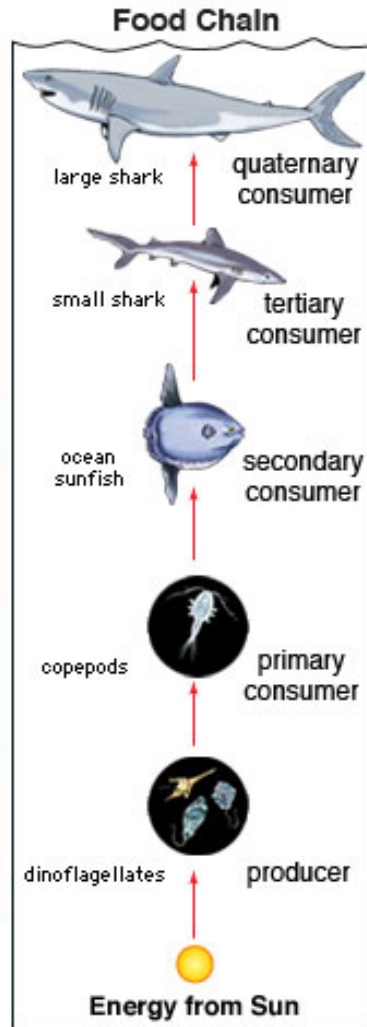 Food Chain
large shark
quaternary
consumer
small shark
tertiary
consumer
ocean
sunfish
secondary
consumer
copepods
primary
consumer
dinoflagellates
producer
Energy from Sun